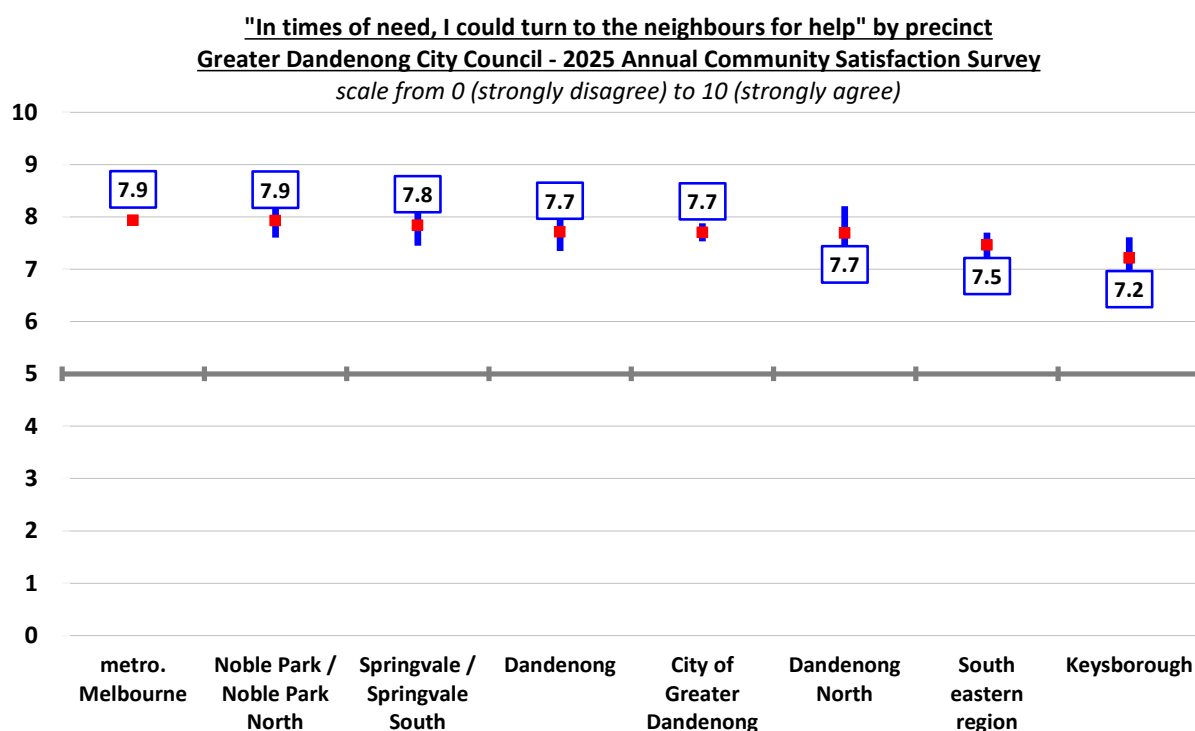 "In times of need, I could turn to the neighbours for help" by precinct
Greater Dandenong City Council - 2025 Annual Community Satisfaction Survey
scale from 0 (strongly disagree) to 10 (strongly agree)
10
9
8
7
6
5
4
3
2
1
0
7.9
7.9
7.8
7.7
7.7
7.7
7.5
7.2
metro.
Melbourne
Noble Park /
Noble Park
North
Springvale /
Springvale
South
Dandenong
City of
Greater
Dandenong
Dandenong
North
South
eastern
region
Keysborough